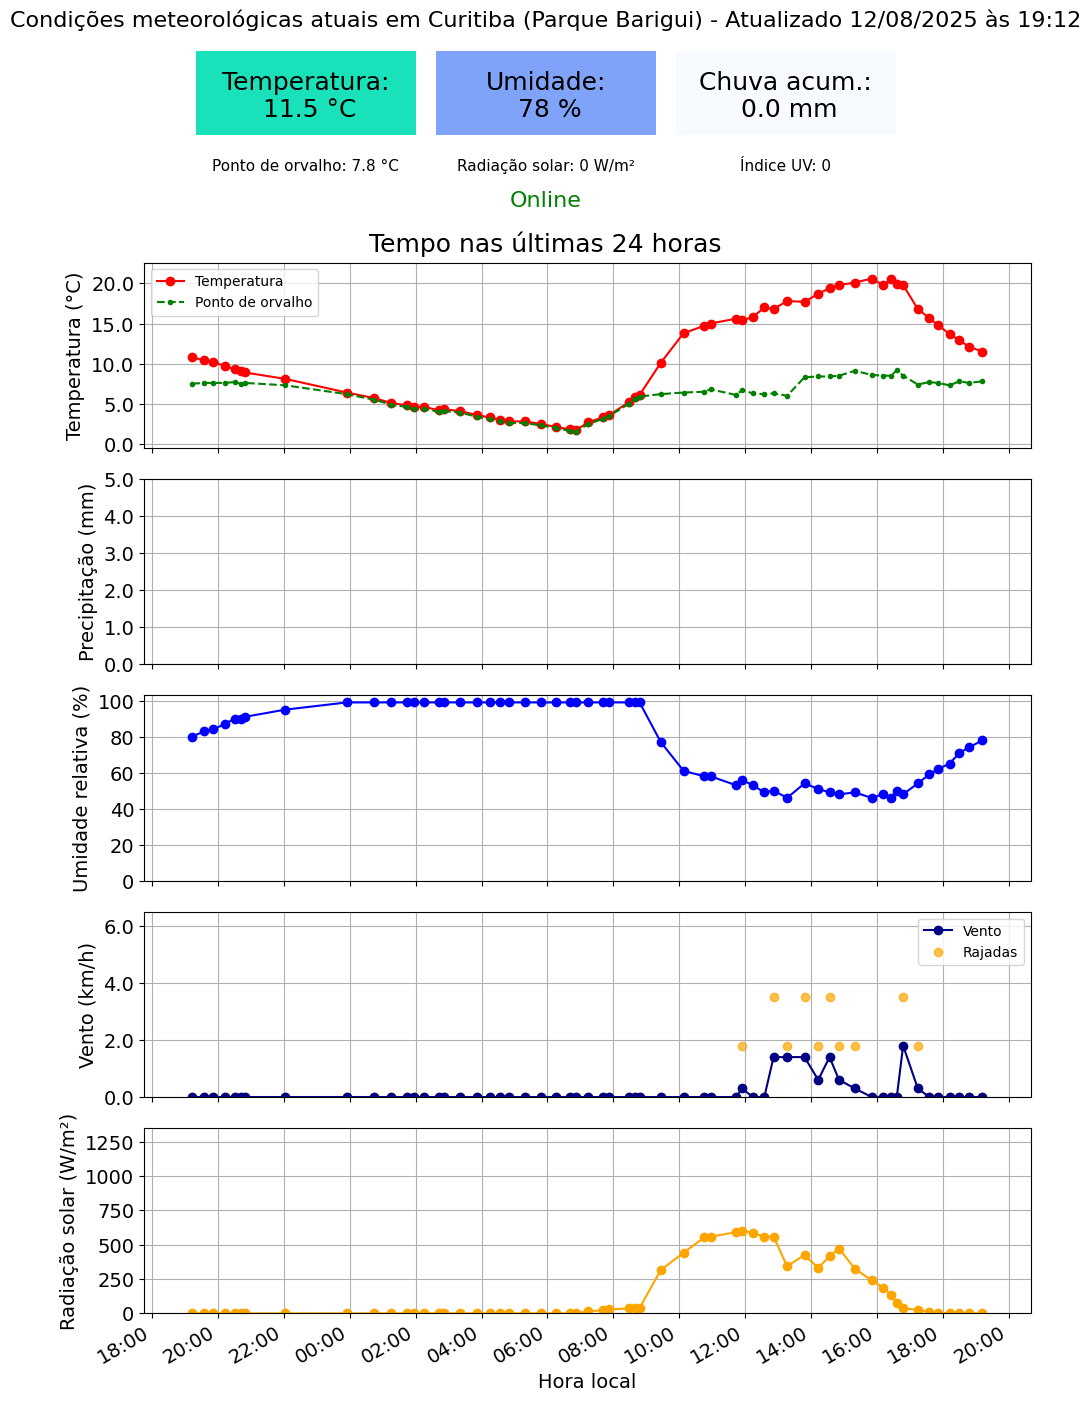 Condições meteorológicas atuais em Curitiba (Parque Barigui) - Atualizado 12/08/2025 às 19:12
Temperatura:
11.5 °C
Umidade:
78 %
Chuva acum.:
0.0 mm
Ponto de orvalho: 7.8 °C
Radiação solar: 0 W/m²
Índice UV: 0
Online
Tempo nas últimas 24 horas
Temperatura (°C)
20.0
15.0
10.0
5.0
0.0
Temperatura
Ponto de orvalho
Precipitação (mm)
5.0
4.0
3.0
2.0
1.0
0.0
Umidade relativa (%)
100
80
60
40
20
0
Vento (km/h)
6.0
4.0
2.0
0.0
Vento
Rajadas
Radiação solar (W/m²)
1250
1000
750
500
250
0
18:00
20:00
22:00
00:00
02:00
04:00
06:00
08:00
10:00
12:00
14:00
16:00
18:00
20:00
Hora local